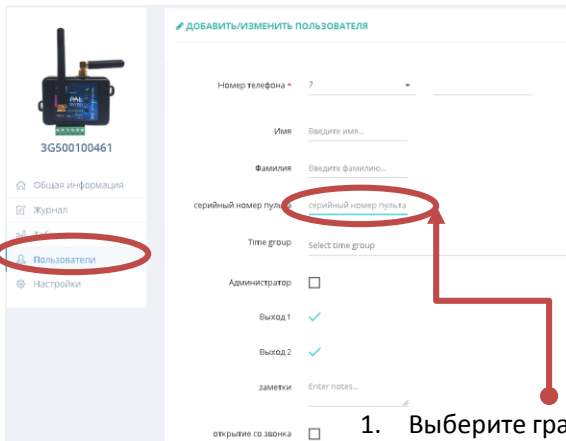 ДОБАВИТЬ/ИЗМЕНИТЬ ПОЛЬЗОВАТЕЛЯ
PAL
3G500100461
Общая информация
Журнал
Пользователи
Настройки
Номер телефона * 7
Имя Введите имя...
Фамилия Введите фамилию...
серийный номер пульта серийный номер пульта
Time group Select time group
Администратор
Выход 1
Выход 2
заметки Enter notes...
открытие со звонка
1. Выберите гра